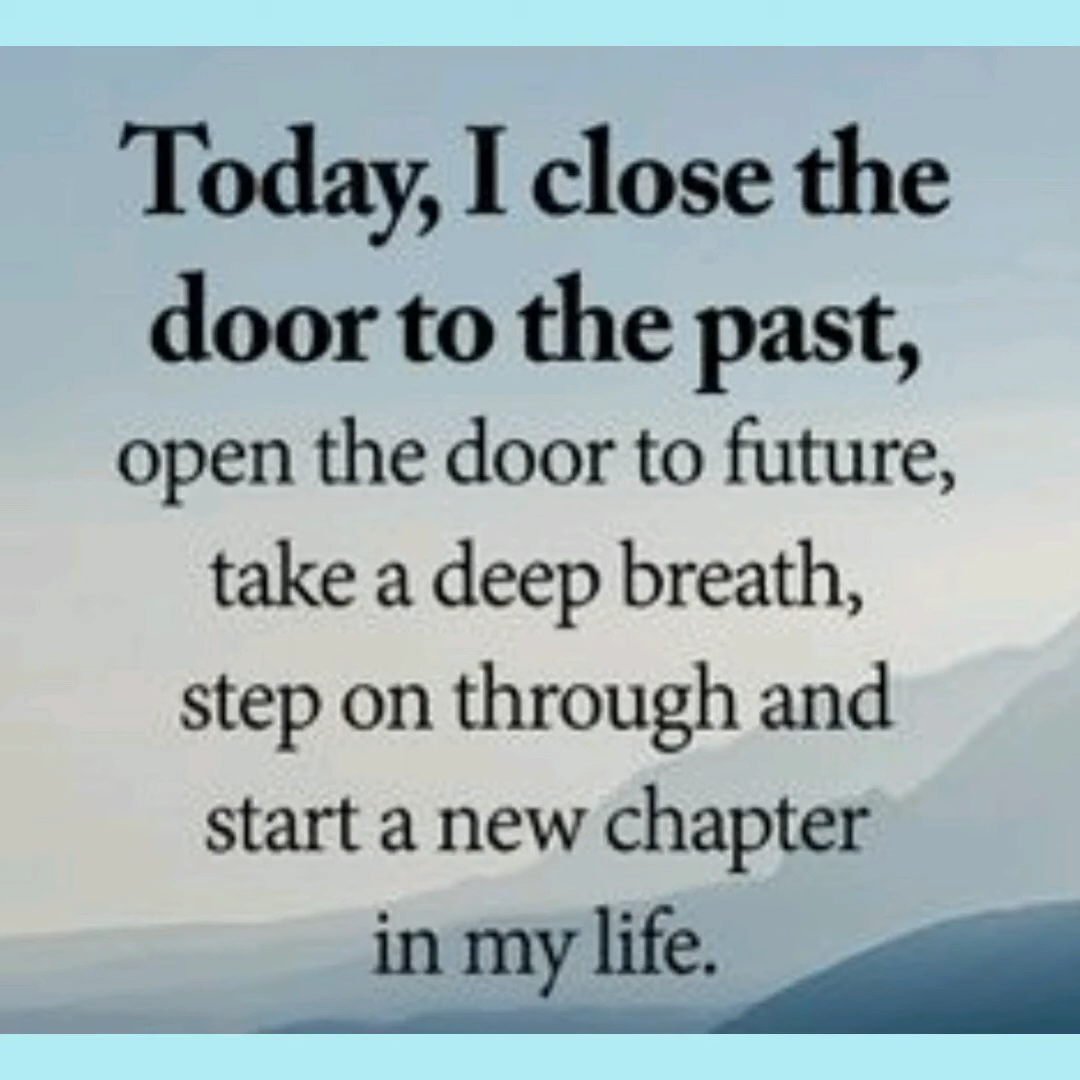 Today, I close the
door to the past,
open the door to future,
take a deep breath,
step on through and
start a new chapter
in my life.